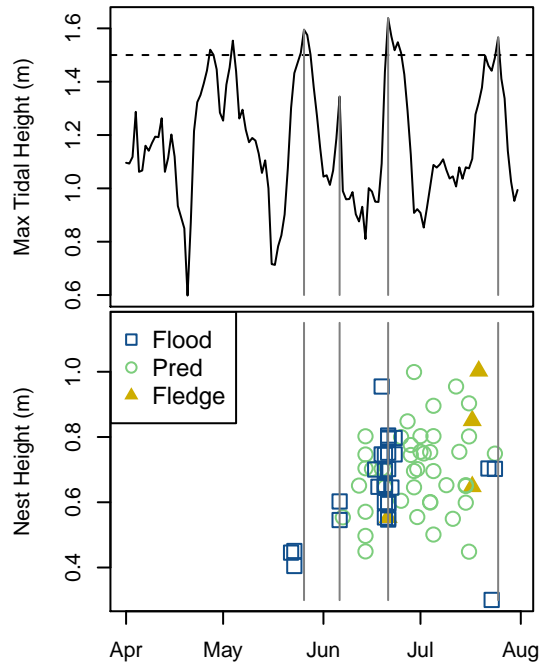 Max Tidal Height (m)
1.6
1.4
1.2
1.0
0.8
0.6
Nest Height (m)
1.0
0.8
0.6
0.4
Flood
Pred
Fledge
Apr May Jun Jul Aug